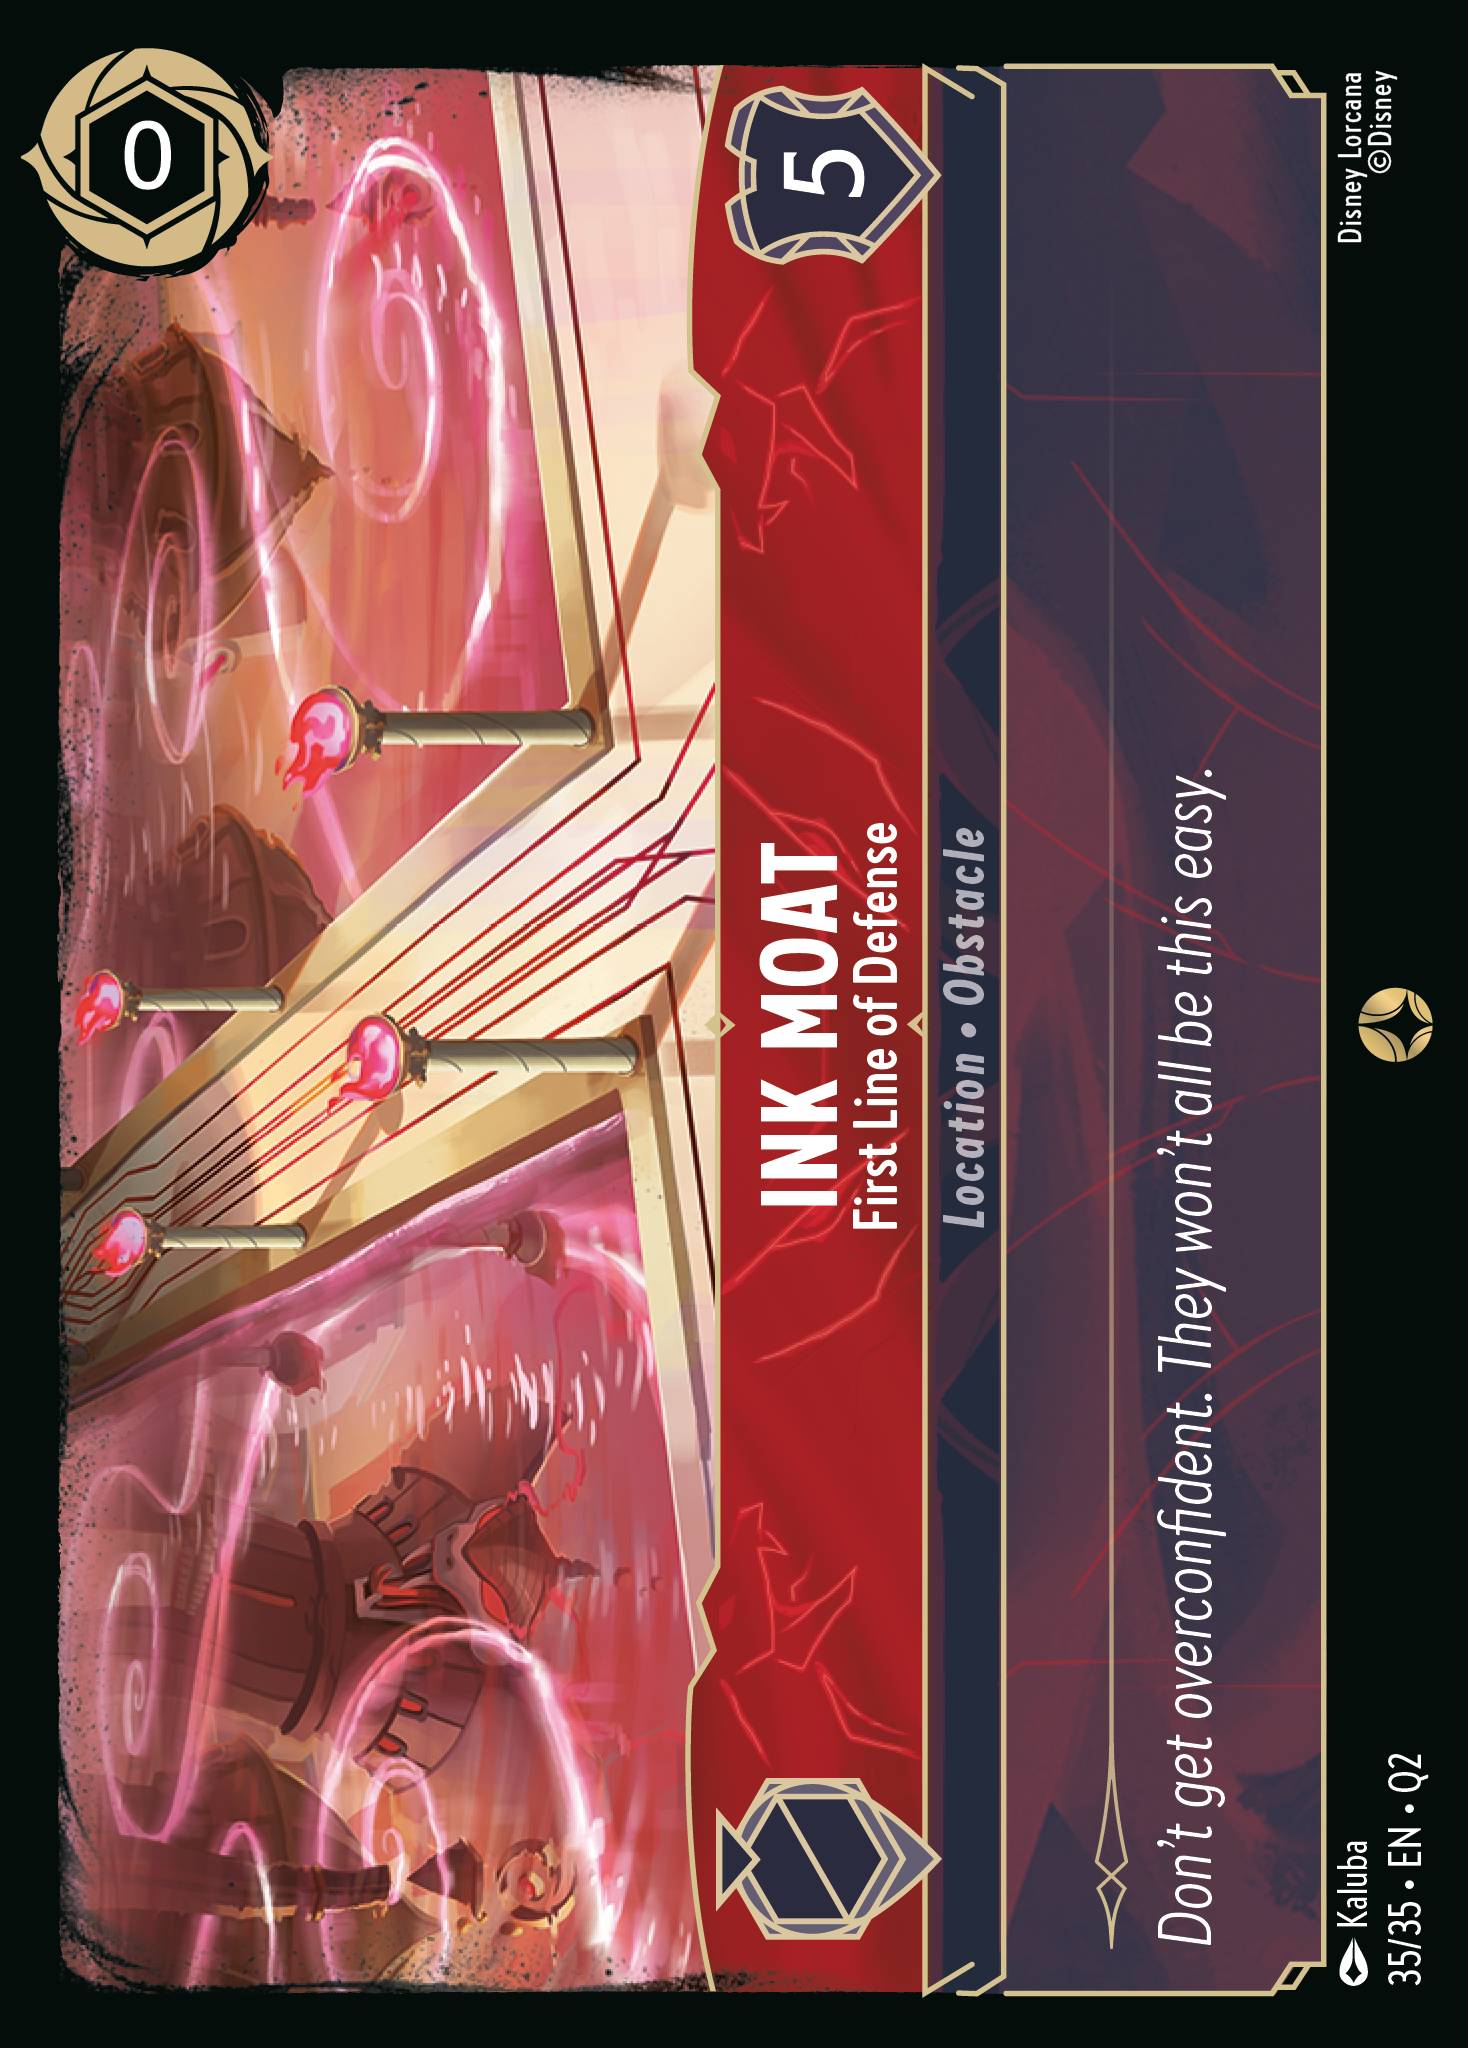 0
INK MOAT
First Line of Defense
5
Location • Obstacle
Don't get overconfident. They won't all be this easy.
Kaluba
35/35 • EN • Q2
Disney Lorcana
©Disney